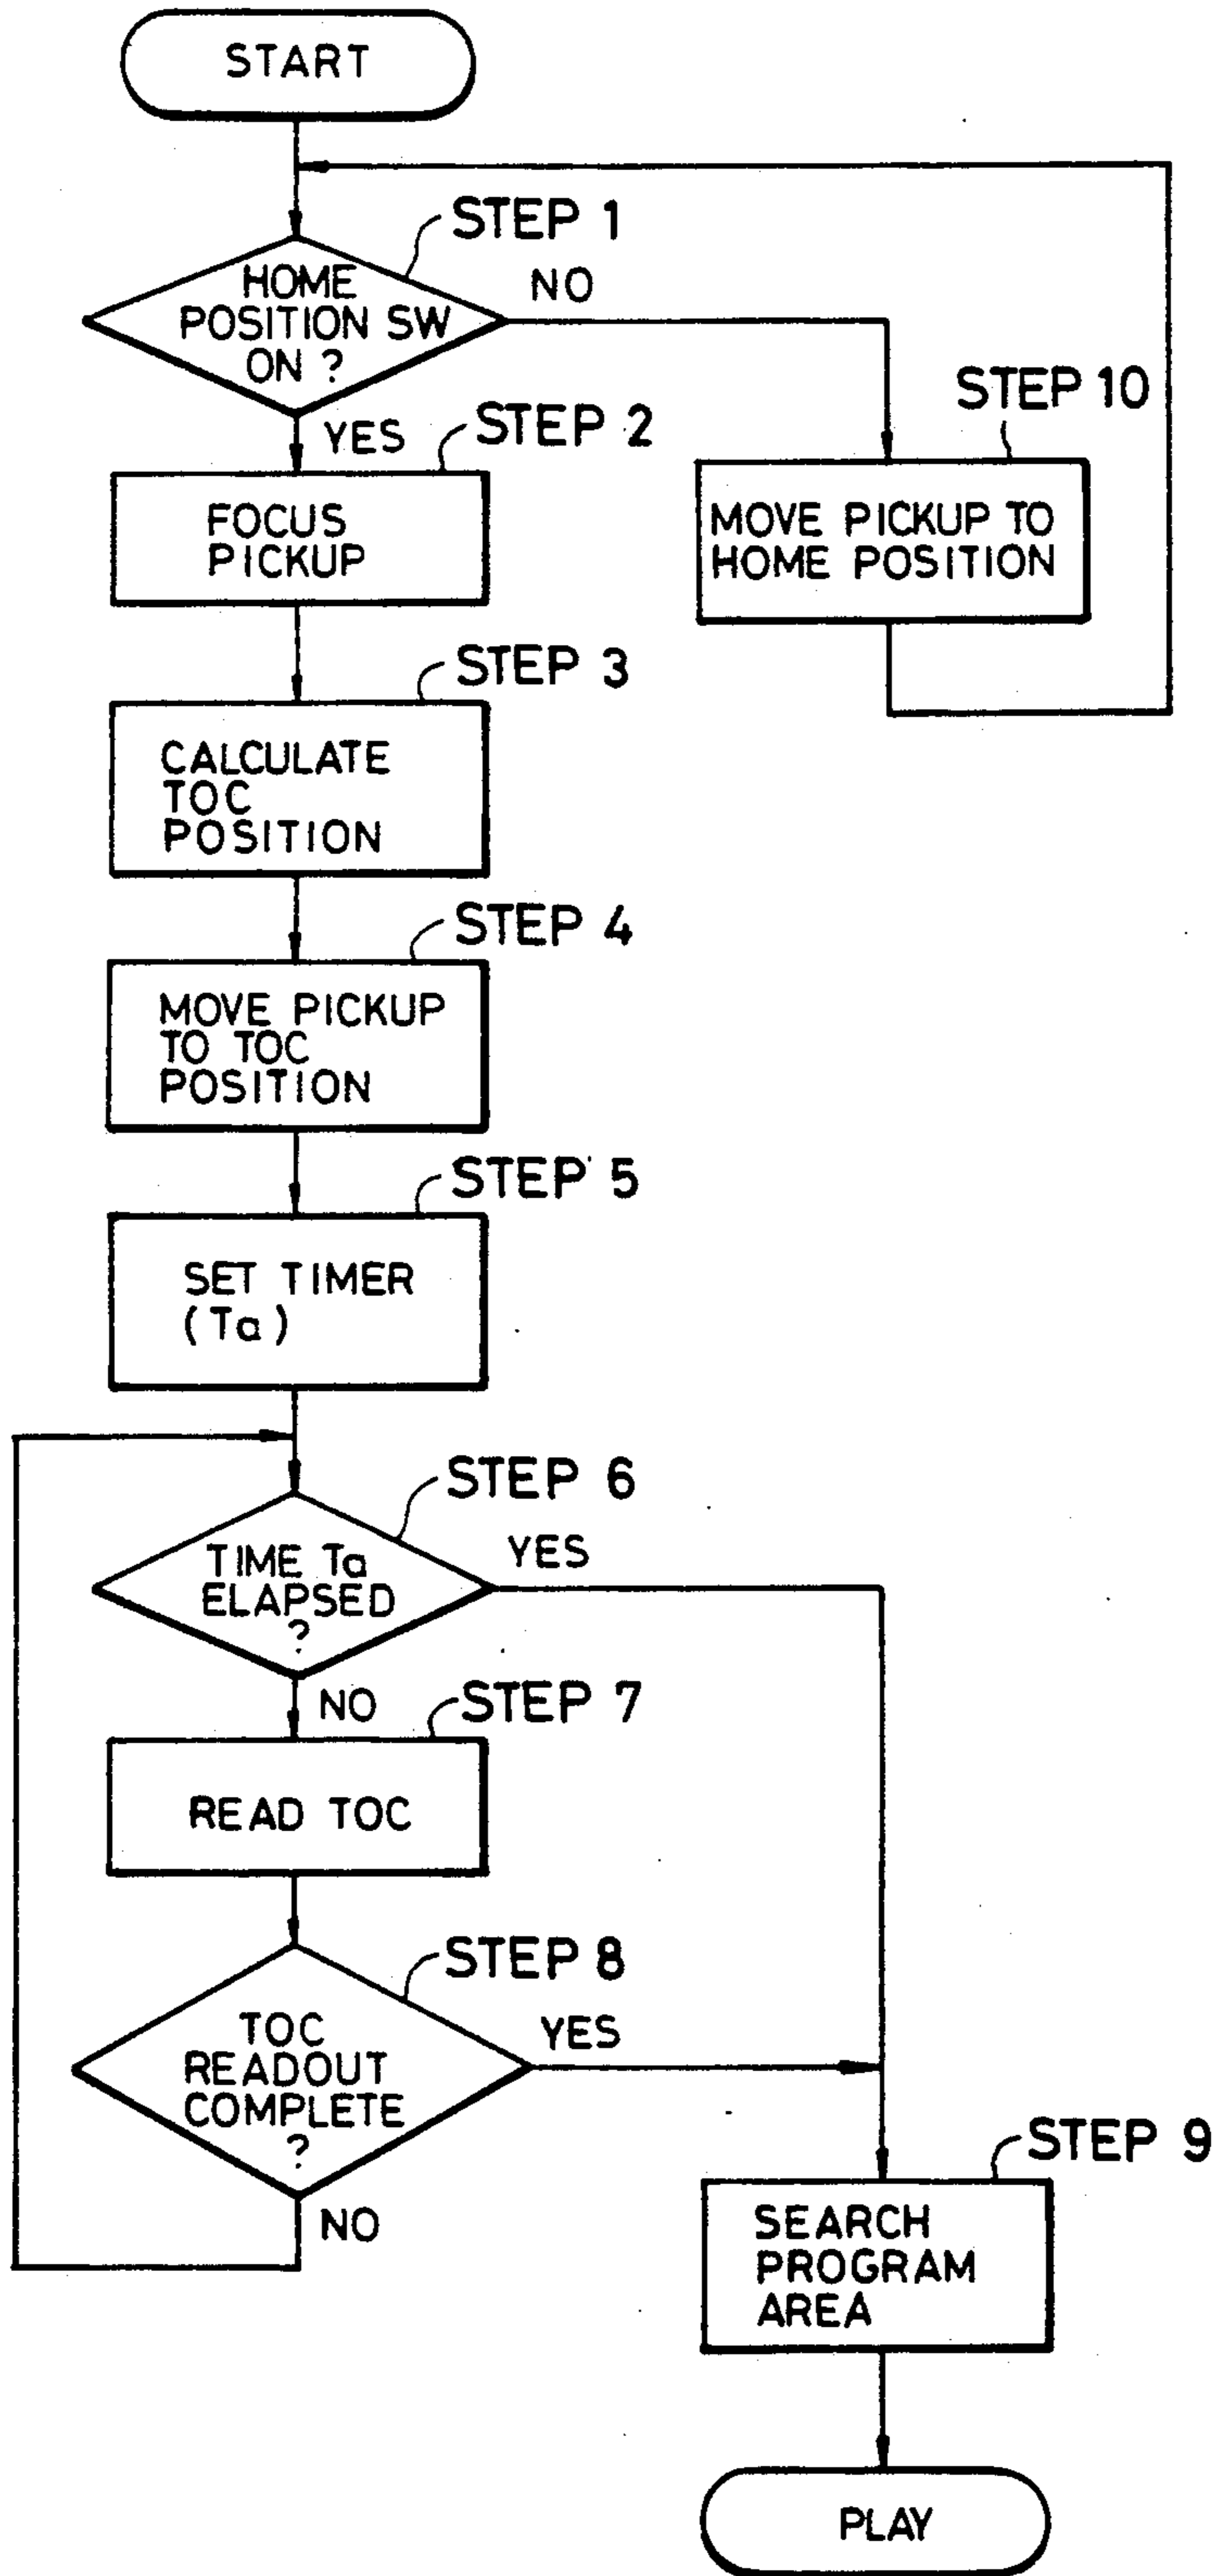 START
STEP 1
HOME
POSITION SW
ON ?
NO
YES
STEP 10
MOVE PICKUP TO
HOME POSITION
STEP 2
FOCUS
PICKUP
STEP 3
CALCULATE
TOC
POSITION
STEP 4
MOVE PICKUP
TO TOC
POSITION
STEP 5
SET TIMER
(Ta)
STEP 6
TIME Ta
ELAPSED
?
YES
NO
STEP 7
READ TOC
STEP 8
TOC
READOUT
COMPLETE
?
YES
NO
STEP 9
SEARCH
PROGRAM
AREA
PLAY